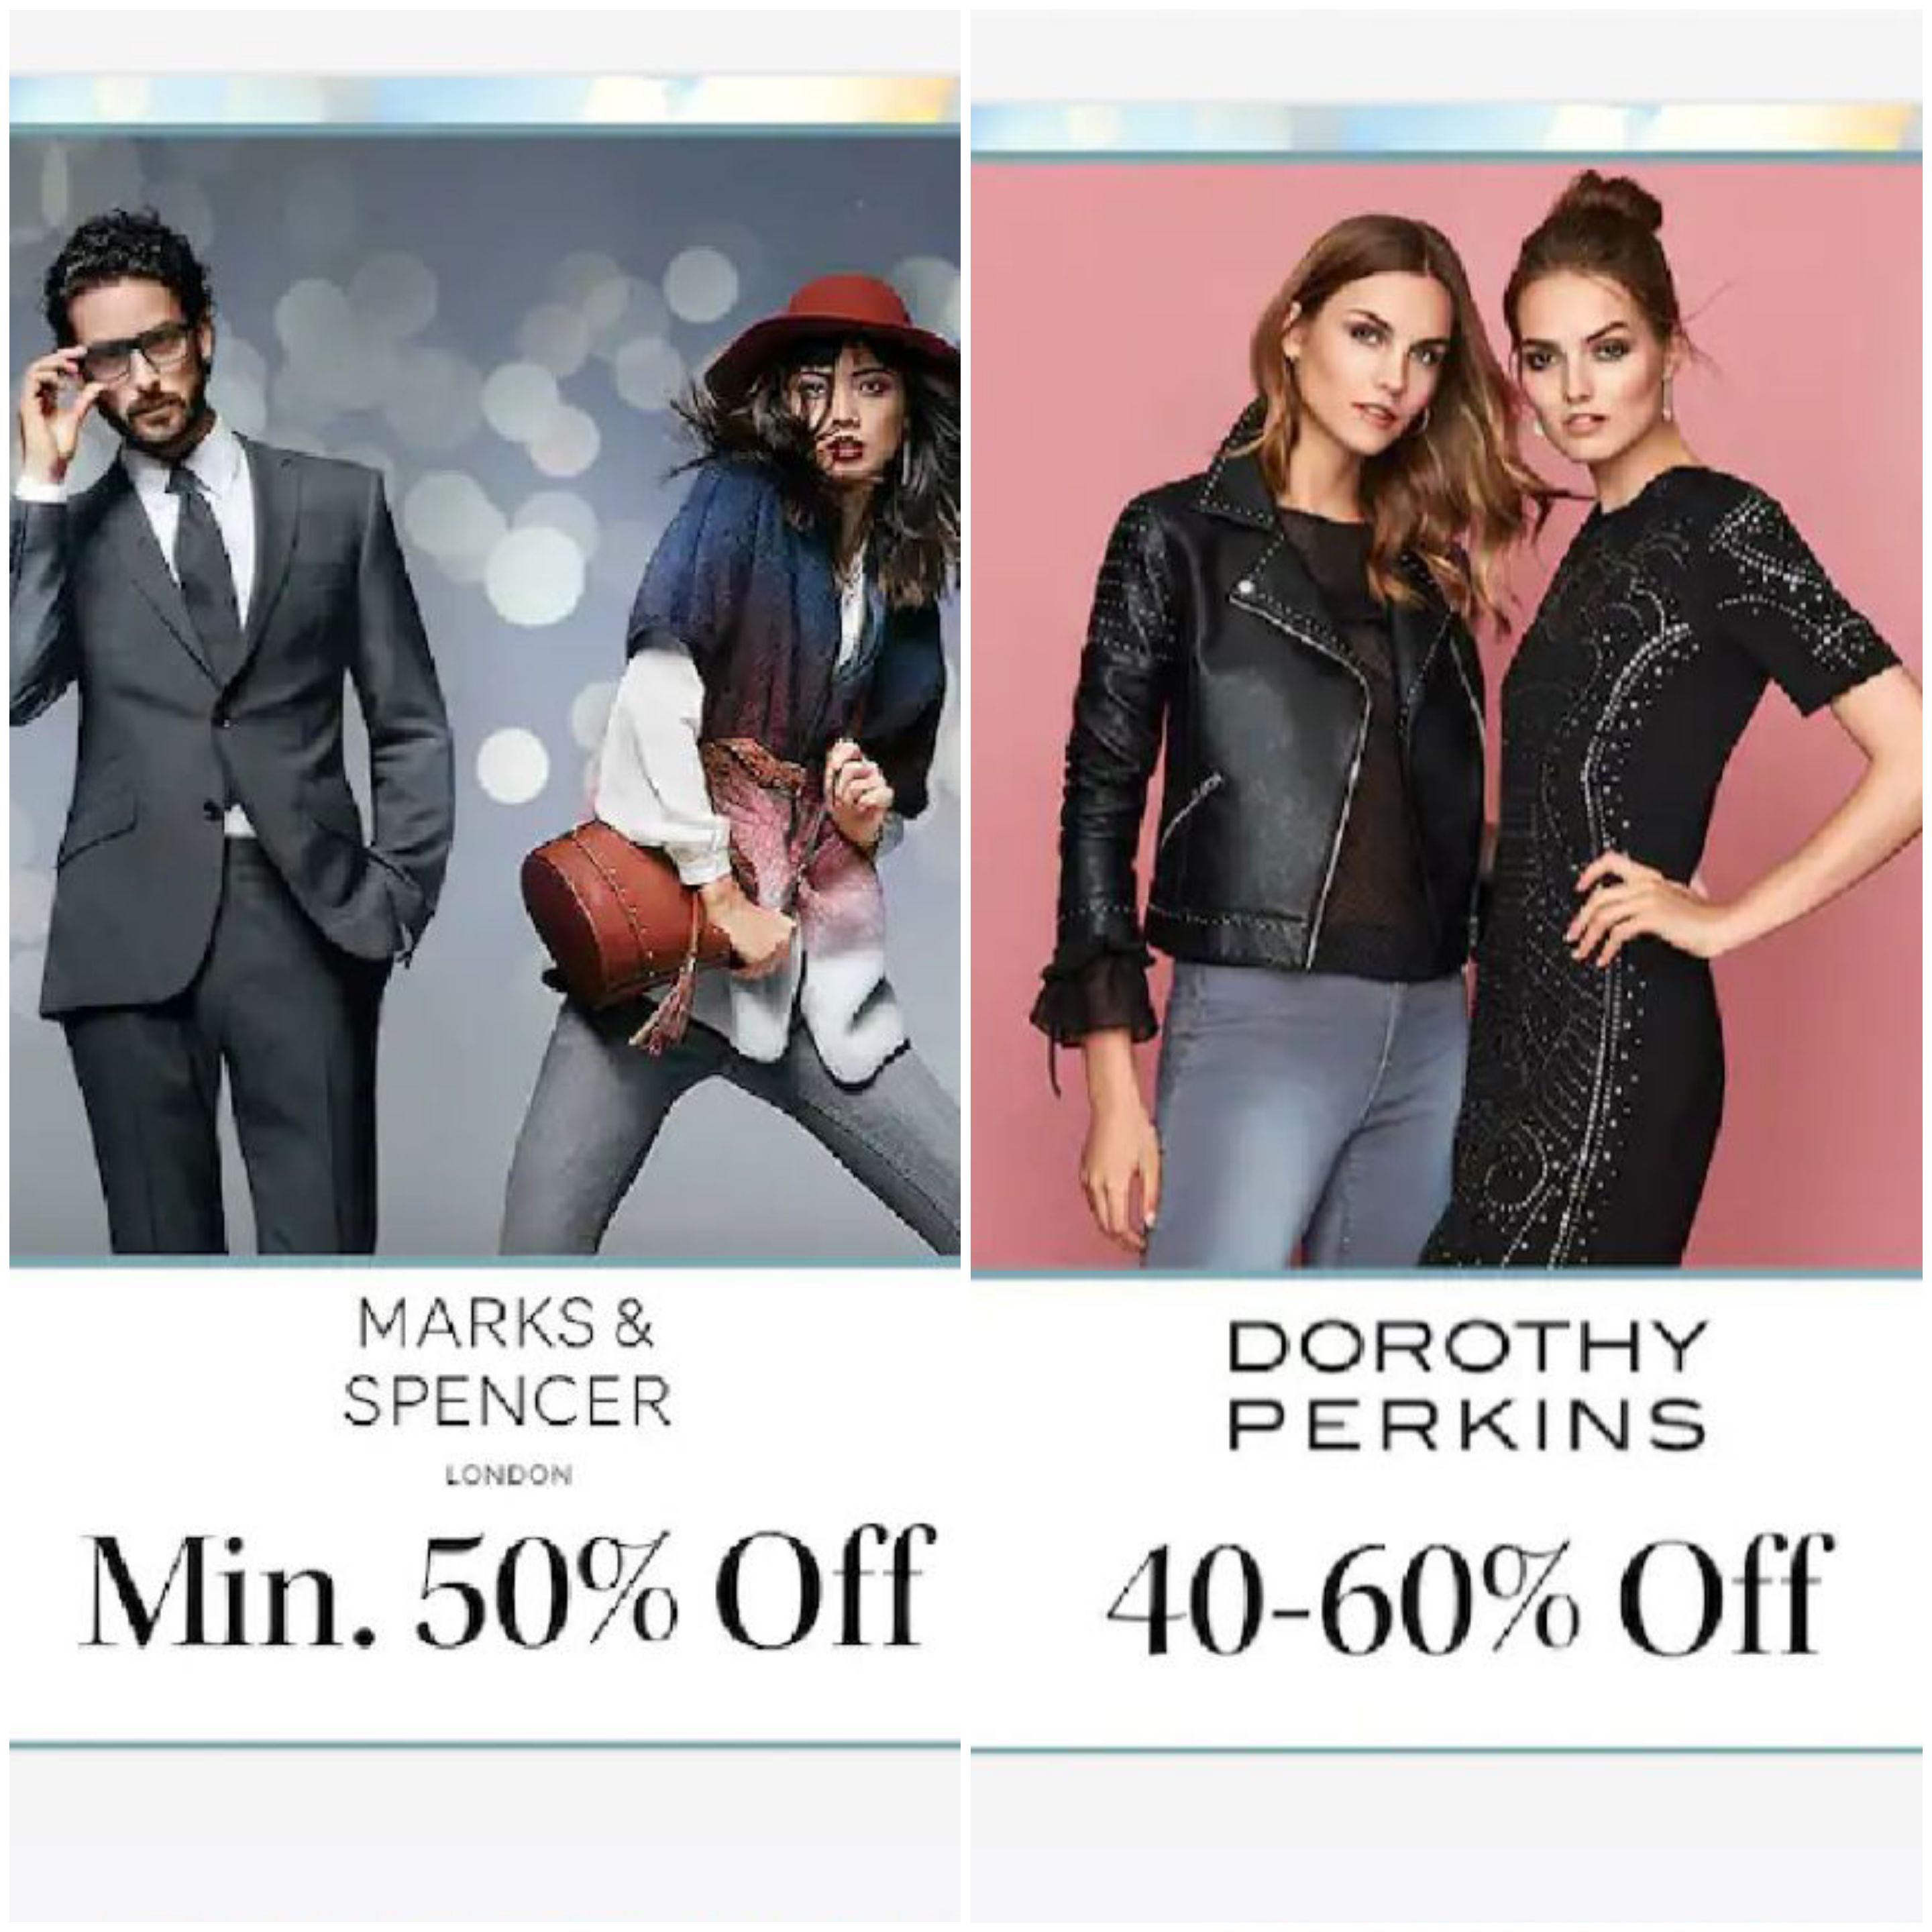 MARKS &
SPENCER
LONDON
Min. 50% Off
DOROTHY
PERKINS
40-60% Off